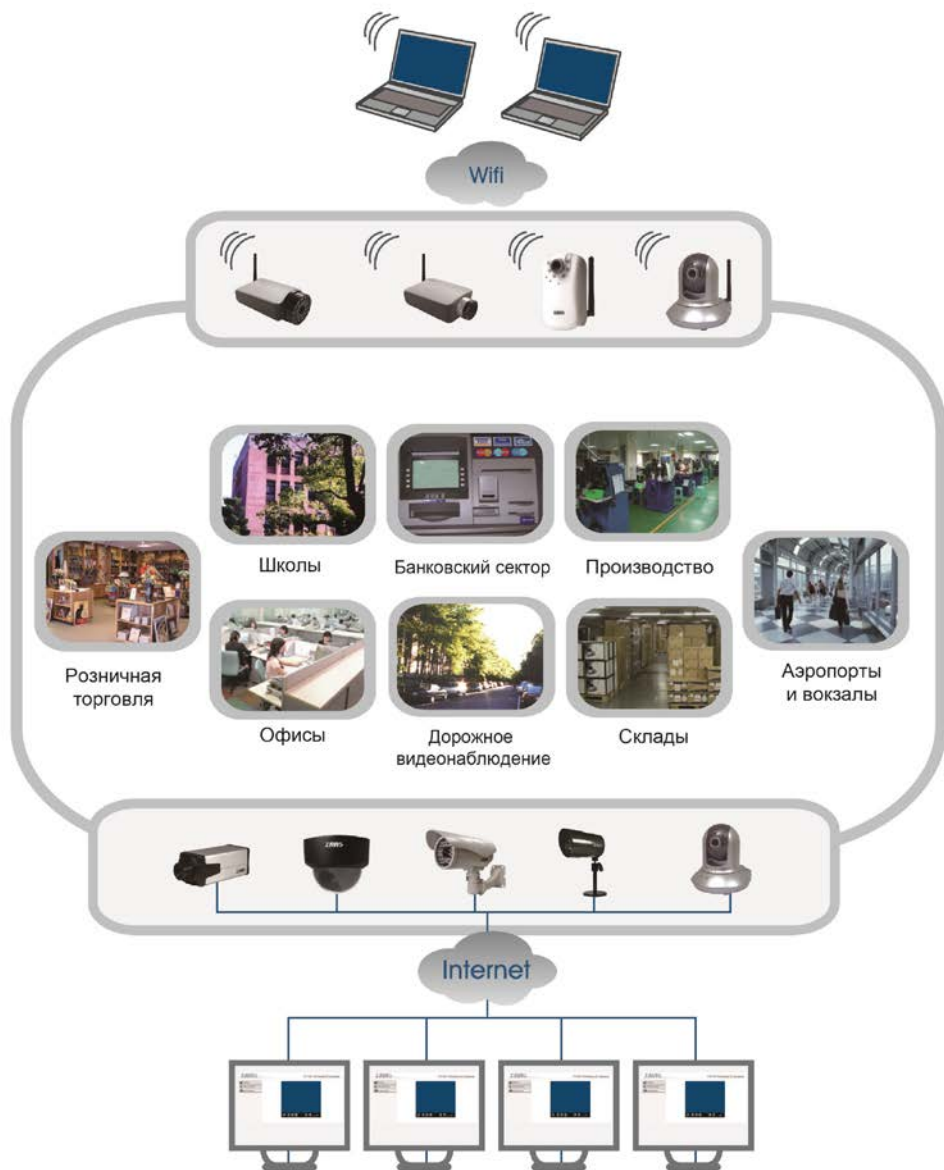 Wifi
Школы
Банковский сектор
Производство
Розничная
торговля
Аэропорты
и вокзалы
Офисы
Дорожное
видеонаблюдение
Склады
Internet